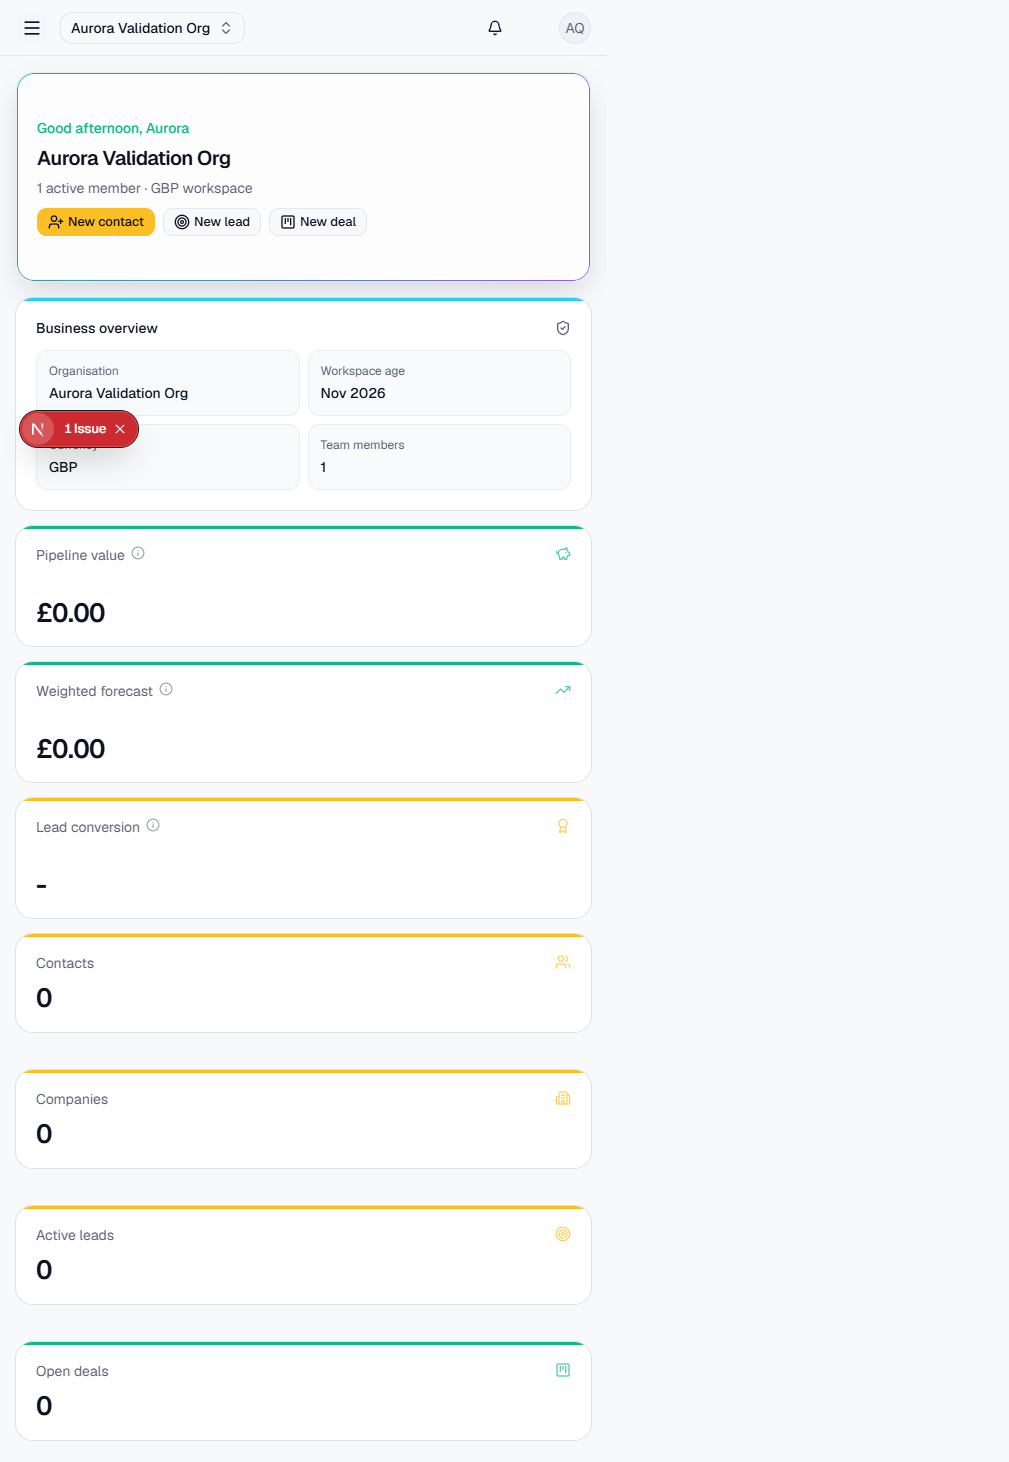 Aurora Validation Org
AQ
Good afternoon, Aurora
Aurora Validation Org
1 active member · GBP workspace
New contact
New lead
New deal
Business overview
Organisation
Aurora Validation Org
Workspace age
Nov 2026
N
1 Issue
GBP
Team members
1
Pipeline value
£0.00
Weighted forecast
£0.00
Lead conversion
-
Contacts
0
Companies
0
Active leads
0
Open deals
0